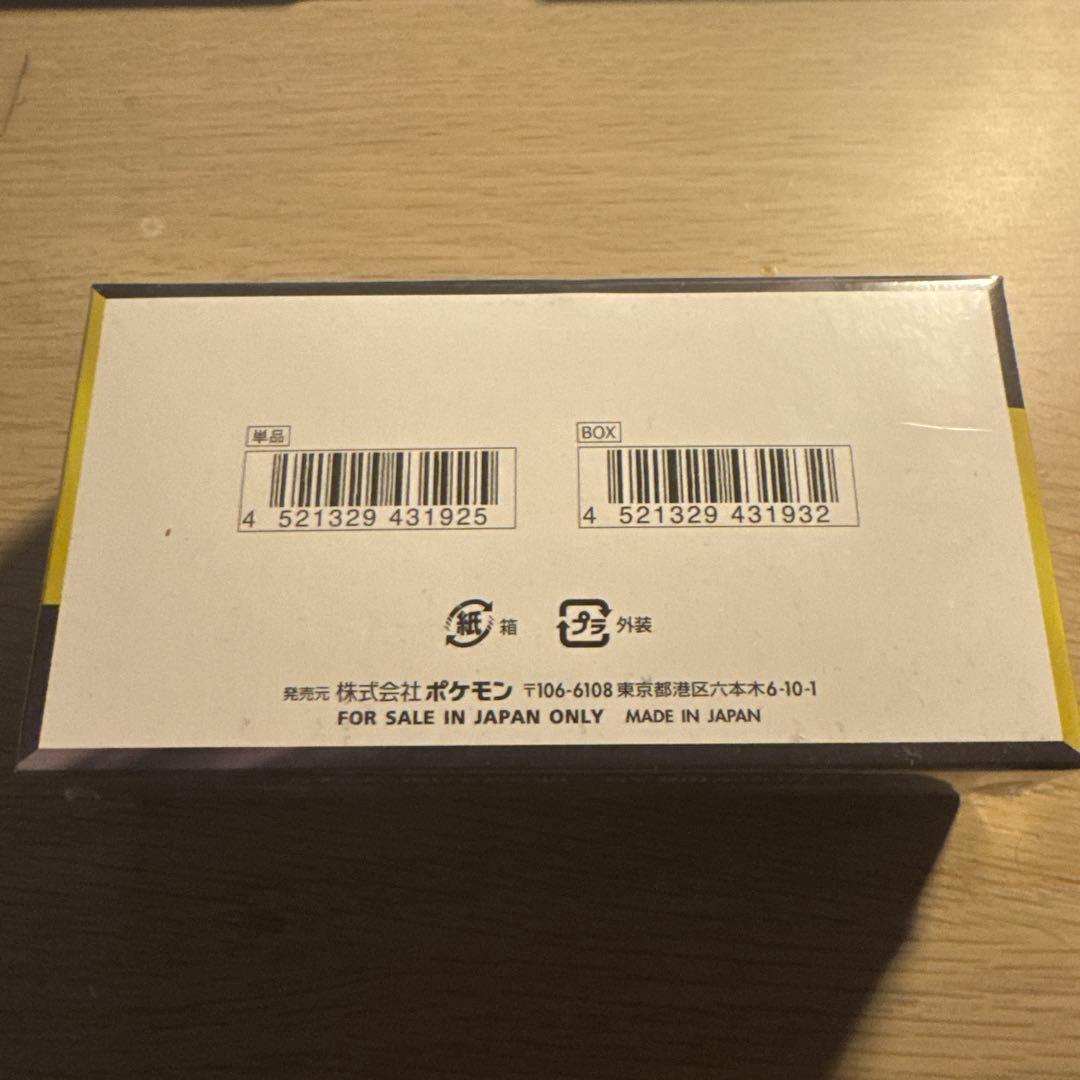 単品
4 521329 431925
BOX
4 521329 431932
紙 箱
プラ 外装
発売元 株式会社ポケモン 〒106-6108 東京都港区六本木6-10-1
FOR SALE IN JAPAN ONLY MADE IN JAPAN